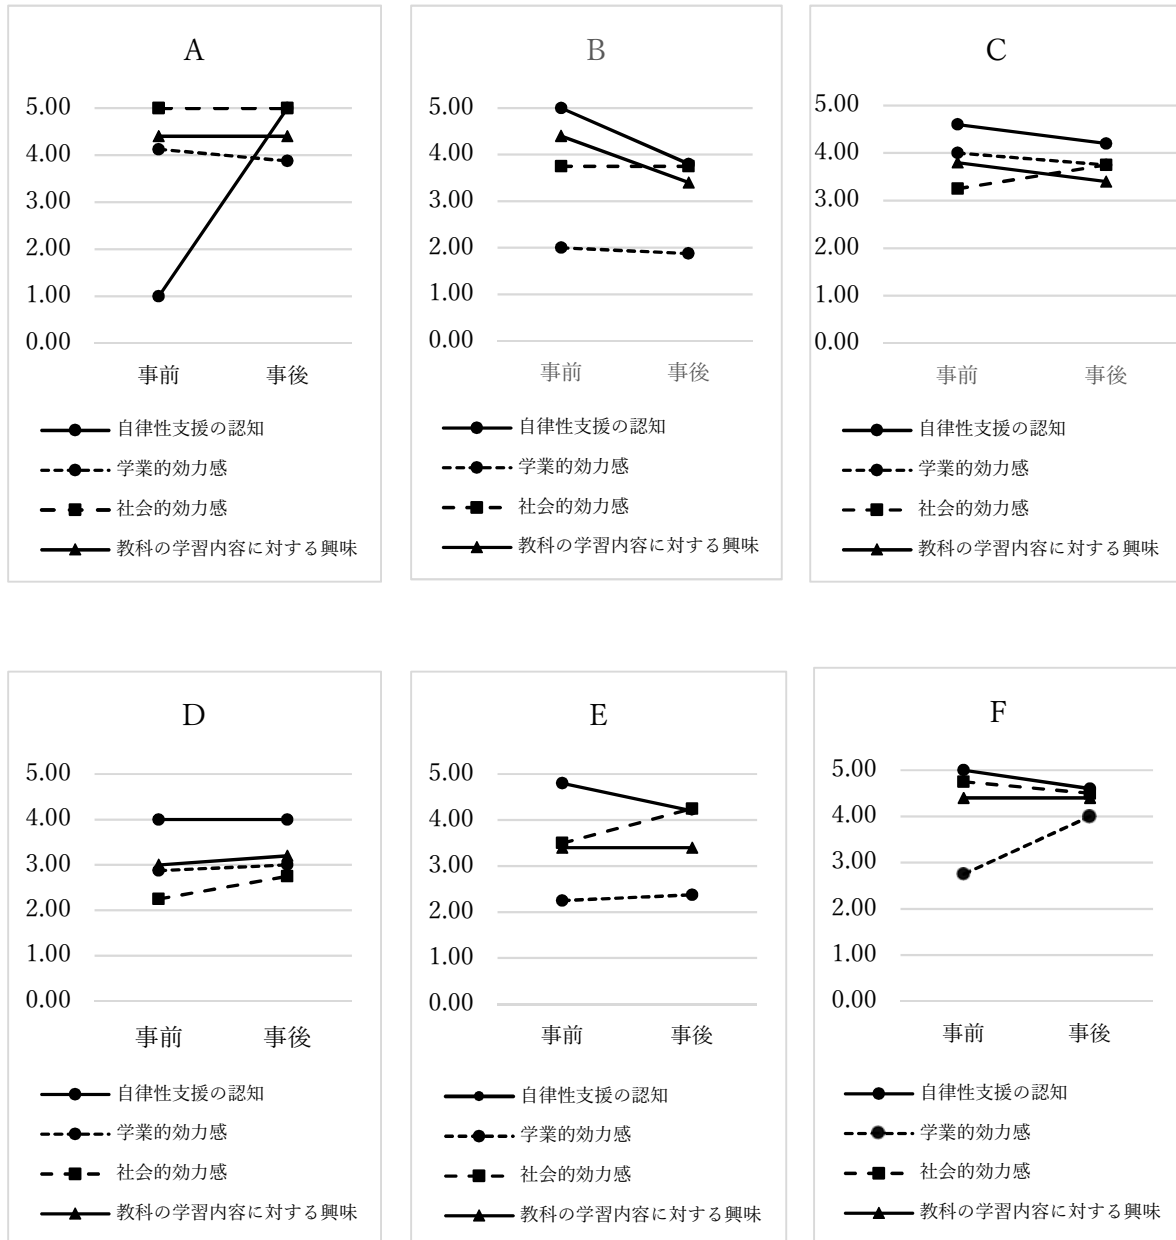 A
5.00
4.00
3.00
2.00
1.00
0.00
事前 事後
自律性支援の認知
学業的効力感
社会的効力感
教科の学習内容に対する興味
B
5.00
4.00
3.00
2.00
1.00
0.00
事前 事後
自律性支援の認知
学業的効力感
社会的効力感
教科の学習内容に対する興味
C
5.00
4.00
3.00
2.00
1.00
0.00
事前 事後
自律性支援の認知
学業的効力感
社会的効力感
教科の学習内容に対する興味
D
5.00
4.00
3.00
2.00
1.00
0.00
事前 事後
自律性支援の認知
学業的効力感
社会的効力感
教科の学習内容に対する興味
E
5.00
4.00
3.00
2.00
1.00
0.00
事前 事後
自律性支援の認知
学業的効力感
社会的効力感
教科の学習内容に対する興味
F
5.00
4.00
3.00
2.00
1.00
0.00
事前 事後
自律性支援の認知
学業的効力感
社会的効力感
教科の学習内容に対する興味